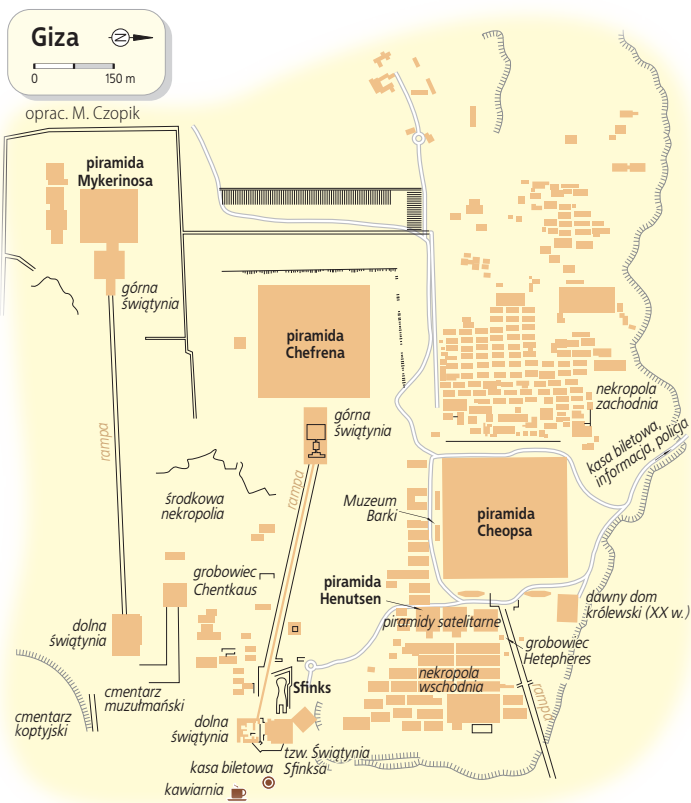 Giza
N
0
150 m
oprac. M. Czopik
piramida
Mykerinosa
górna
świątynia
piramida
Chefrena
górna
świątynia
nekropola
zachodnia
kasa biletowa,
informacja, policja
rampa
rampa
środkowa
nekropolia
Muzeum
Barki
piramida
Cheopsa
grobowiec
Chentkaus
piramida
Henutsen
piramidy satelitarne
dawny dom
królewski (XX w.)
dolna
świątynia
grobowiec
Hetepheres
nekropola
wschodnia
rampa
Sfinks
cmentarz
muzułmański
cmentarz
koptyjski
dolna
świątynia
tzw. Świątynia
Sfinksa
kasa biletowa
kawiarnia